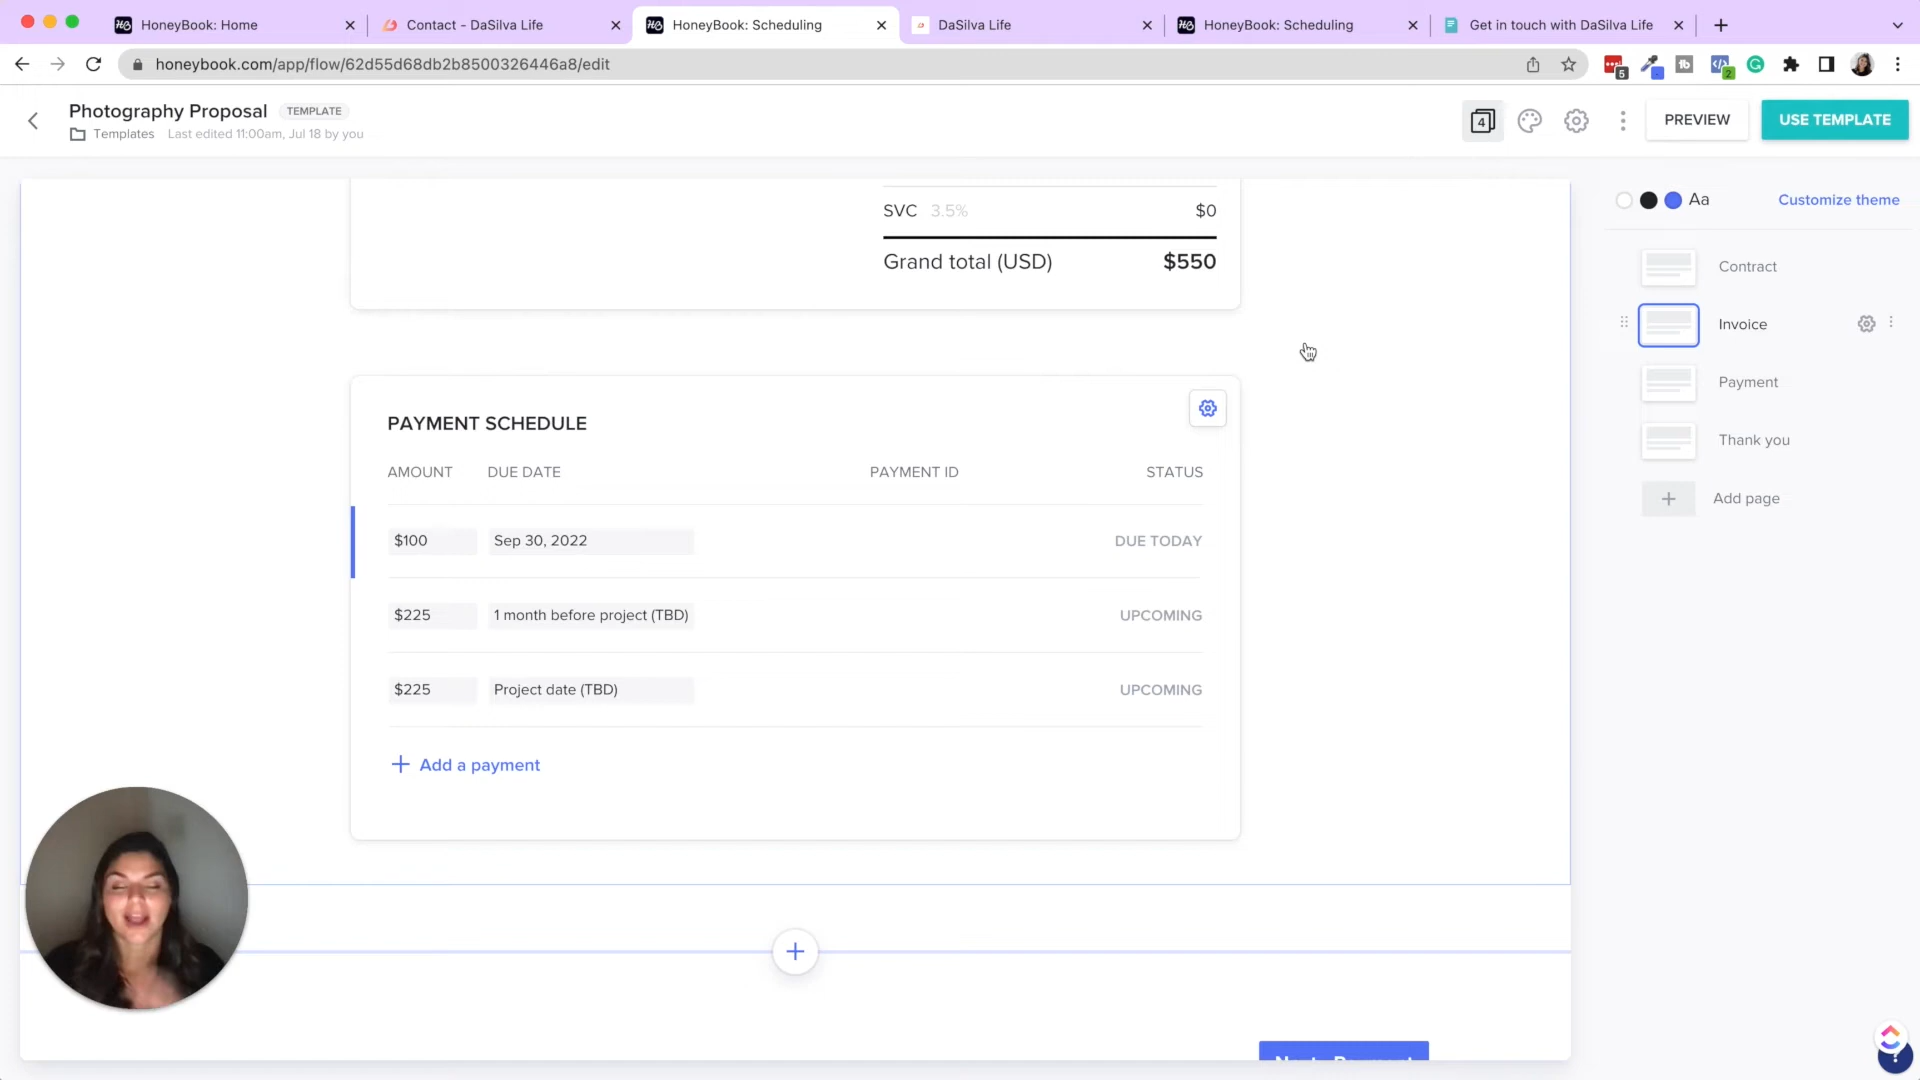 HoneyBook: Home
Contact - DaSilva Life
HoneyBook: Scheduling
DaSilva Life
HoneyBook: Scheduling
Get in touch with DaSilva Life
honeybook.com/app/flow/62d55d68db2b8500326446a8/edit
5
2
Photography Proposal
TEMPLATE
Templates
Last edited 11:00am, Jul 18 by you
4
PREVIEW
USE TEMPLATE
Aa
Customize theme
SVC 3.5% $0
Grand total (USD) $550
Contract
Invoice
Payment
Thank you
Add page
PAYMENT SCHEDULE
AMOUNT DUE DATE PAYMENT ID STATUS
$100 Sep 30, 2022 DUE TODAY
$225 1 month before project (TBD) UPCOMING
$225 Project date (TBD) UPCOMING
Add a payment